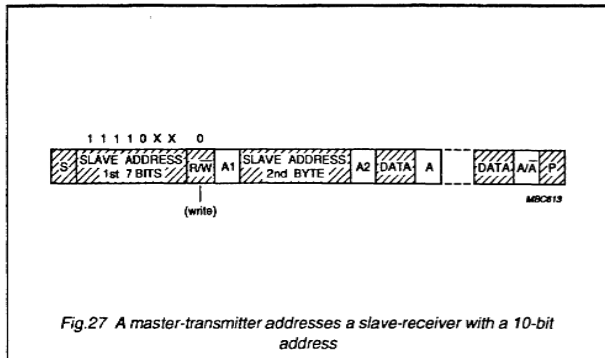 1 1 1 1 0 X X 0
S SLAVE ADDRESS 1st 7 BITS R/W̅ A1 SLAVE ADDRESS 2nd BYTE A2 DATA A DATA A/A̅ P
(write)
MBC613
Fig.27 A master-transmitter addresses a slave-receiver with a 10-bit
address